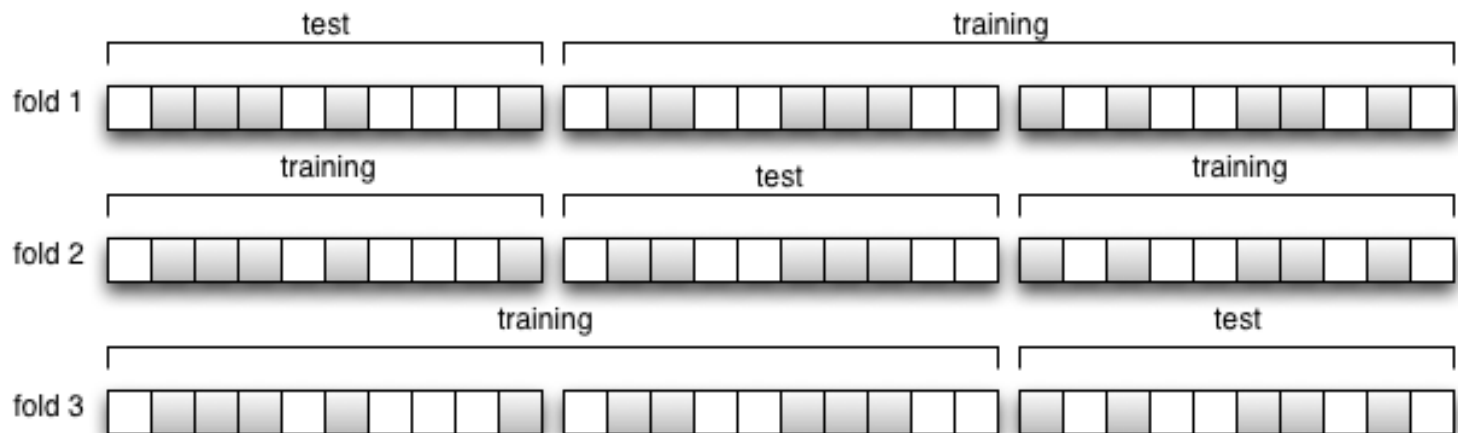 test training
fold 1
training test training
fold 2
training test
fold 3